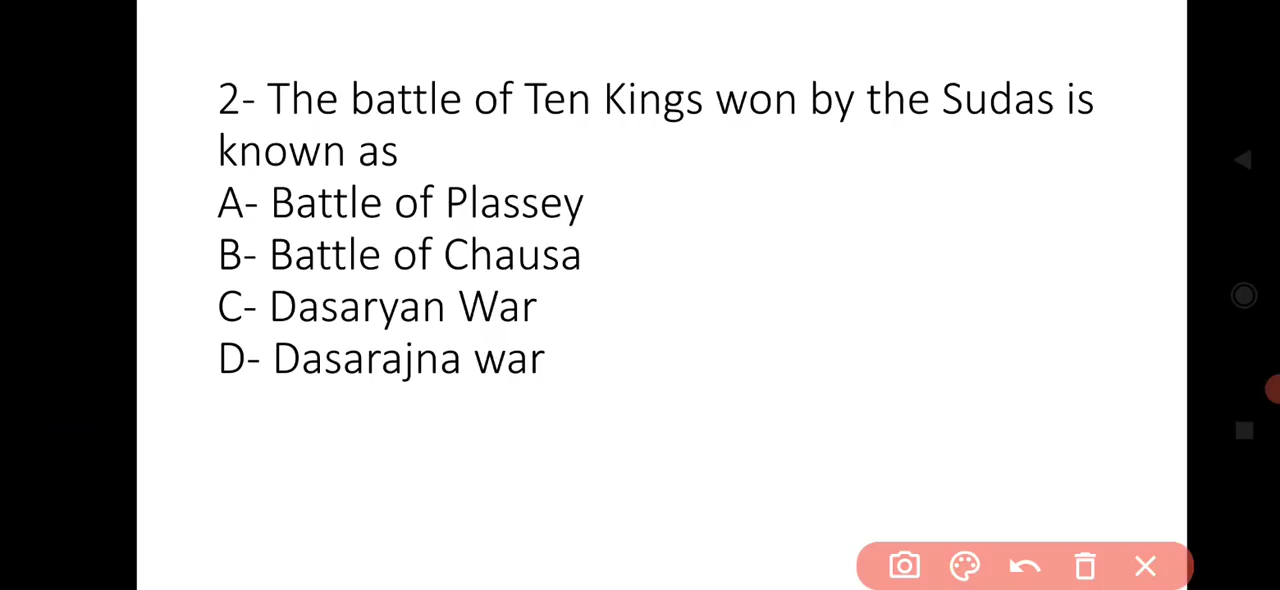 2- The battle of Ten Kings won by the Sudas is
known as
A- Battle of Plassey
B- Battle of Chausa
C- Dasaryan War
D- Dasarajna war